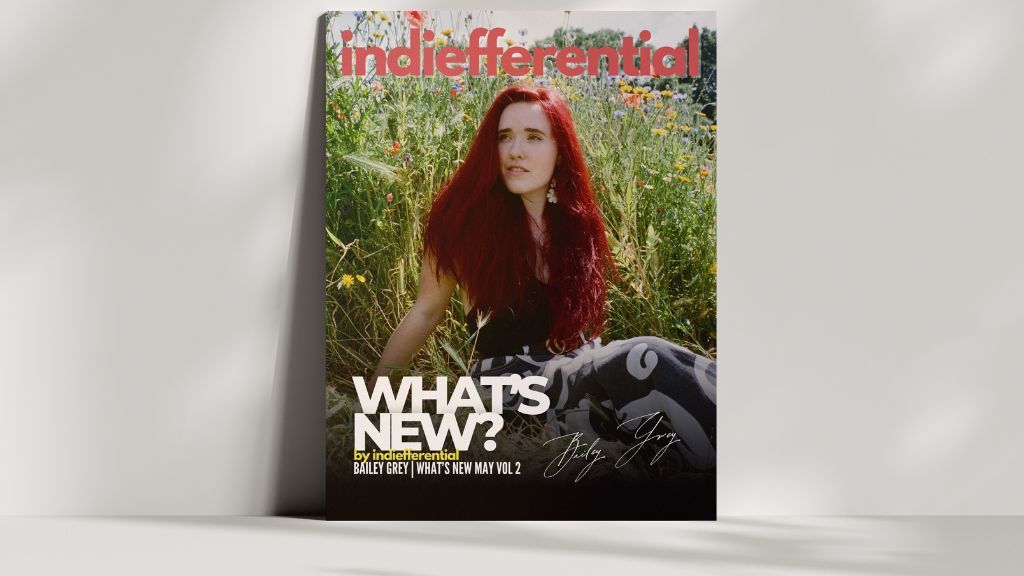 indiefferential
WHAT'S
NEW?
by indiefferential
BAILEY GREY | WHAT'S NEW MAY VOL 2
Bailey Grey